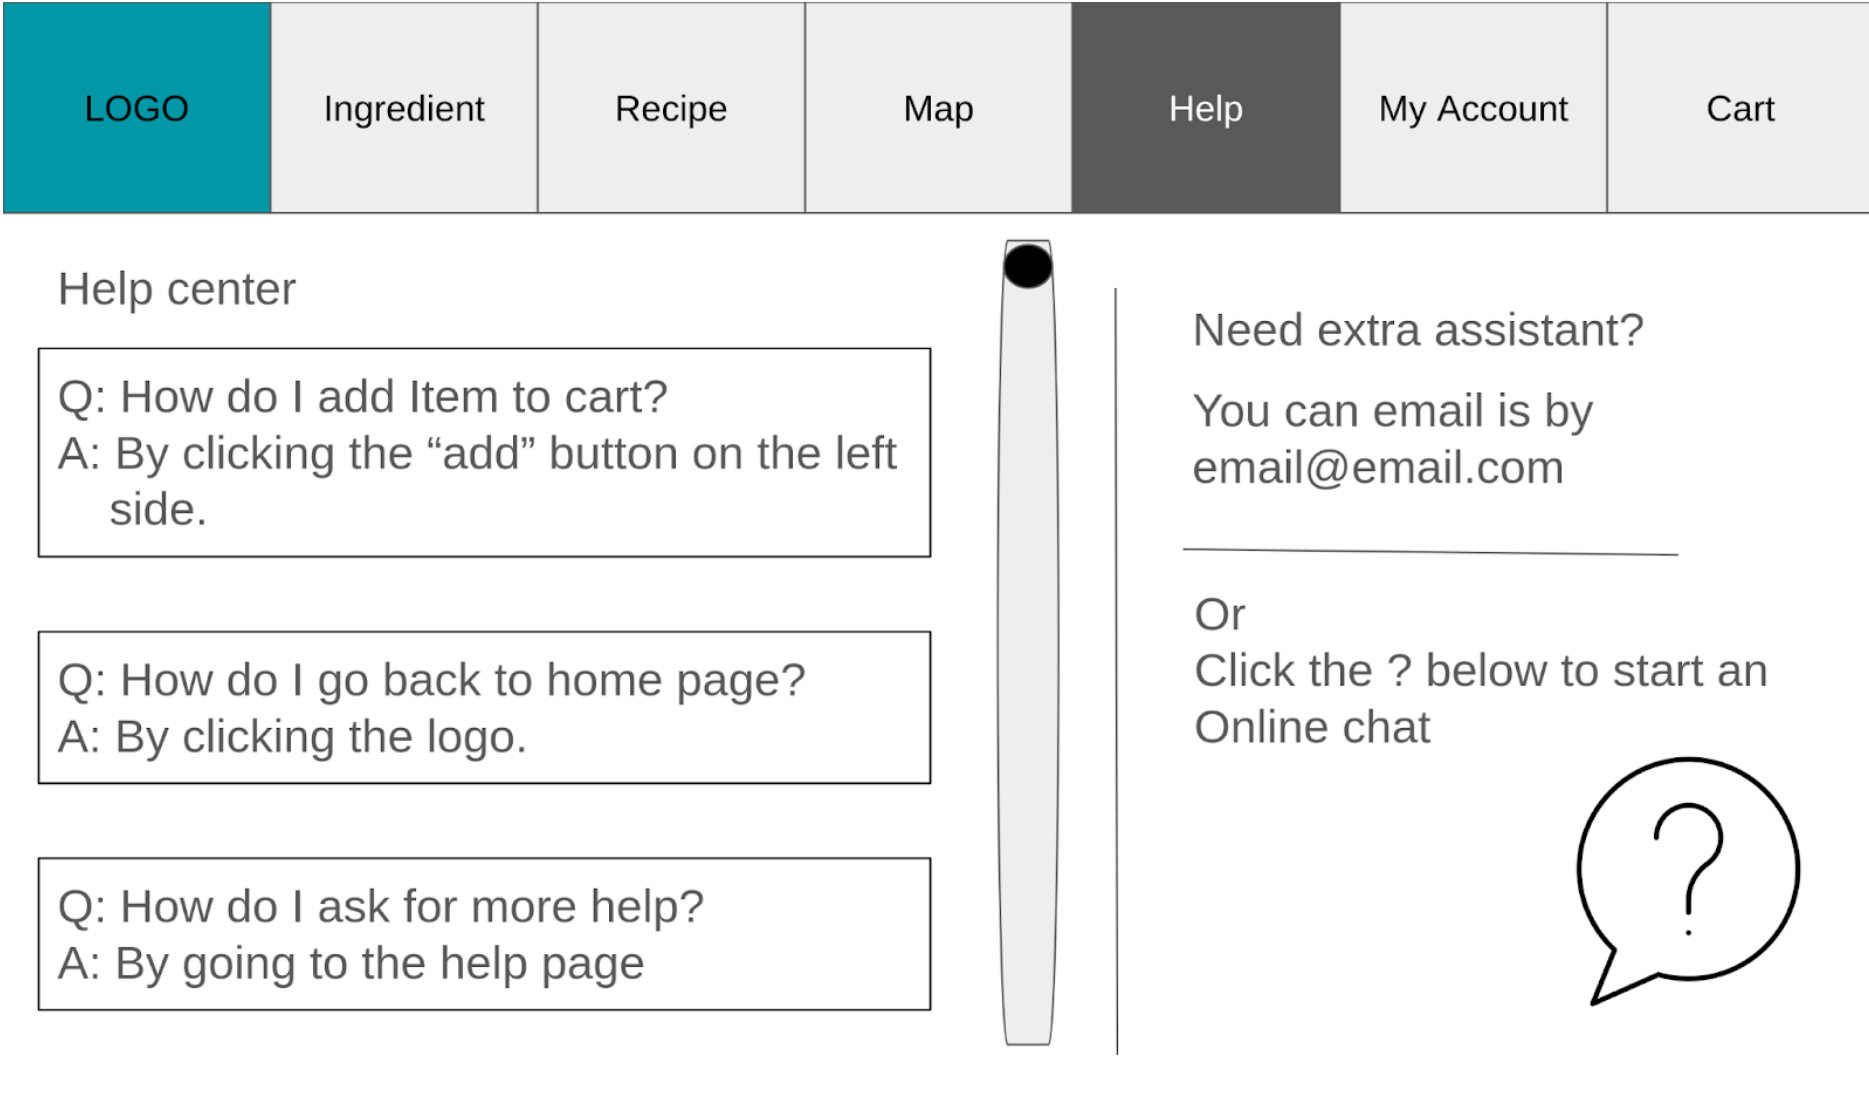 LOGO
Ingredient
Recipe
Map
Help
My Account
Cart
Help center
Q: How do I add Item to cart?
A: By clicking the “add” button on the left
side.
Q: How do I go back to home page?
A: By clicking the logo.
Q: How do I ask for more help?
A: By going to the help page
Need extra assistant?
You can email is by
email@email.com
Or
Click the ? below to start an
Online chat
?